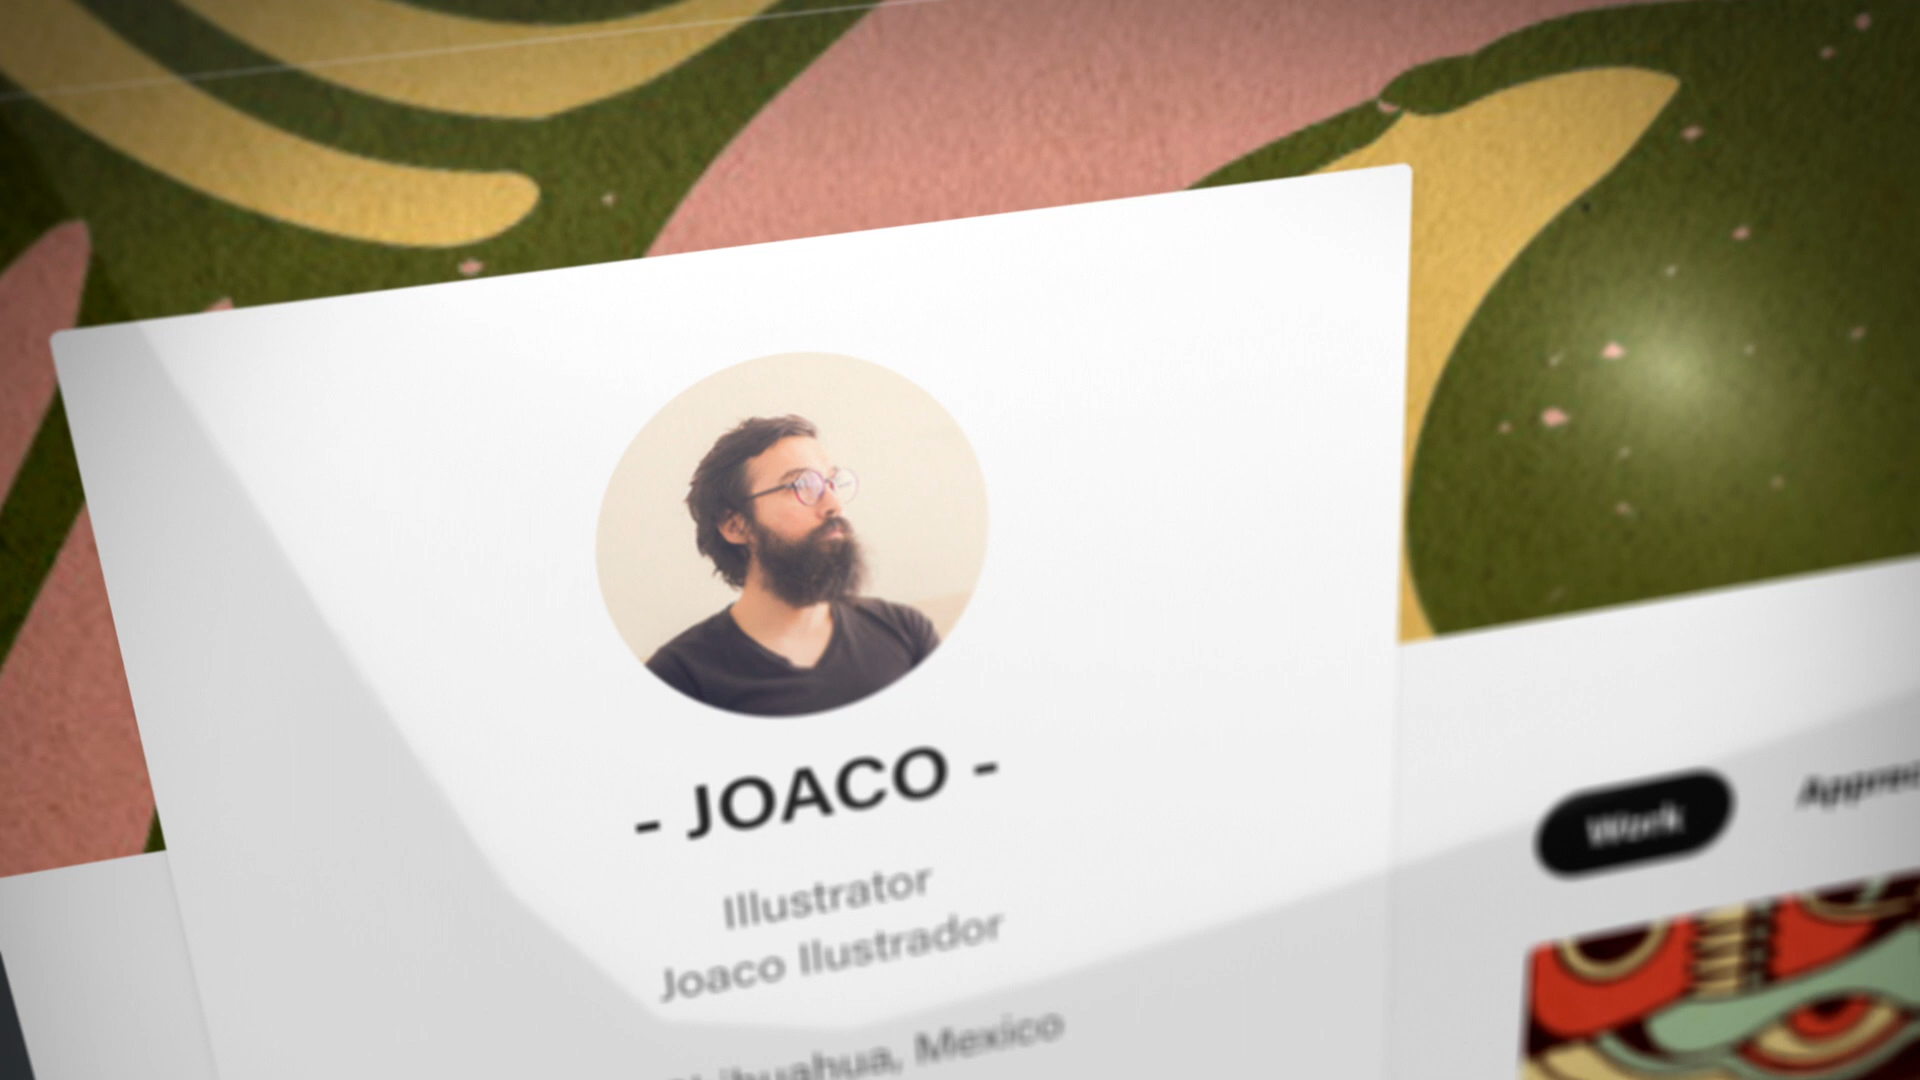 - JOACO -
Illustrator
Joaco Ilustrador
Chihuahua, Mexico
Work